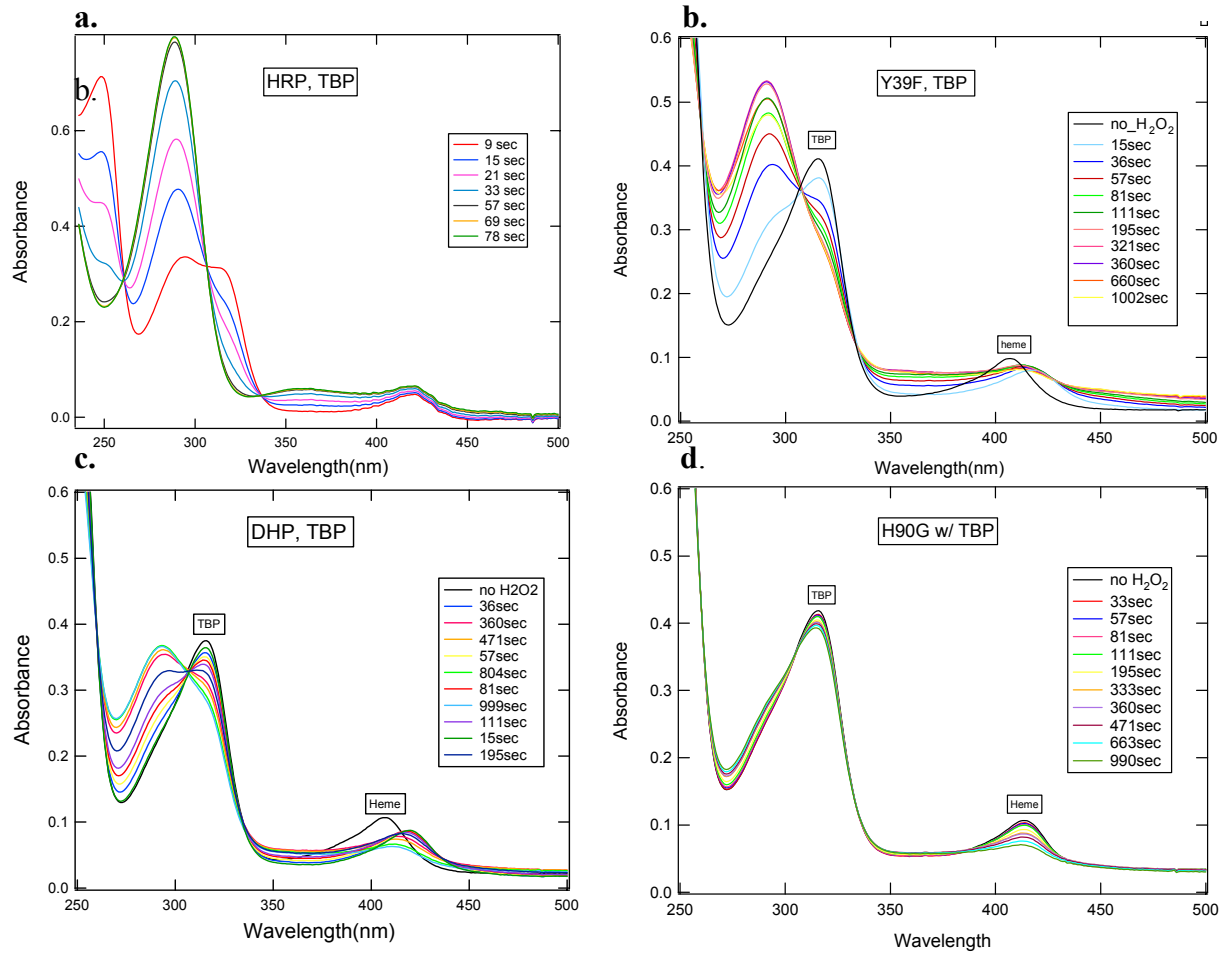 a.
b.
HRP, TBP
9 sec
15 sec
21 sec
33 sec
57 sec
69 sec
78 sec
0.6
0.4
0.2
0.0
Absorbance
250
300
350
400
450
500
Wavelength(nm)
b.
Y39F, TBP
TBP
heme
no_H₂O₂
15sec
36sec
57sec
81sec
111sec
195sec
321sec
360sec
660sec
1002sec
0.6
0.5
0.4
0.3
0.2
0.1
0.0
Absorbance
250
300
350
400
450
500
Wavelength(nm)
c.
DHP, TBP
TBP
Heme
no H2O2
36sec
360sec
471sec
57sec
804sec
81sec
999sec
111sec
15sec
195sec
0.6
0.5
0.4
0.3
0.2
0.1
0.0
Absorbance
250
300
350
400
450
500
Wavelength(nm)
d.
H90G w/ TBP
TBP
Heme
no H₂O₂
33sec
57sec
81sec
111sec
195sec
333sec
360sec
471sec
663sec
990sec
0.6
0.5
0.4
0.3
0.2
0.1
0.0
Absorbance
250
300
350
400
450
500
Wavelength